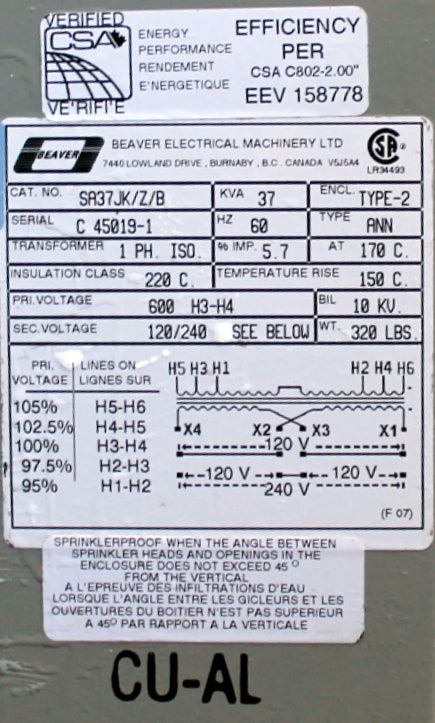 VERIFIED
CSA
VE'RIFI'E
ENERGY
PERFORMANCE
RENDEMENT
E'NERGETIQUE
EFFICIENCY
PER
CSA C802-2.00"
EEV 158778
BEAVER
BEAVER ELECTRICAL MACHINERY LTD
7440 LOWLAND DRIVE, BURNABY, B.C. CANADA V5J5A4
SA ®
LR34493
CAT. NO. SA37JK/Z/B KVA 37 ENCL. TYPE-2
SERIAL C 45019-1 HZ 60 TYPE ANN
TRANSFORMER 1 PH. ISO. % IMP. 5.7 AT 170 C.
INSULATION CLASS 220 C. TEMPERATURE RISE 150 C.
PRI.VOLTAGE 600 H3-H4 BIL 10 KV.
SEC.VOLTAGE 120/240 SEE BELOW WT. 320 LBS.
PRI. VOLTAGE LINES ON LIGNES SUR
105% H5-H6
102.5% H4-H5
100% H3-H4
97.5% H2-H3
95% H1-H2
H5 H3 H1 H2 H4 H6
X4 X2 X3 X1
120 V
120 V 120 V
240 V
(F 07)
SPRINKLERPROOF WHEN THE ANGLE BETWEEN
SPRINKLER HEADS AND OPENINGS IN THE
ENCLOSURE DOES NOT EXCEED 45 O
FROM THE VERTICAL
A L'EPREUVE DES INFILTRATIONS D'EAU
LORSQUE L'ANGLE ENTRE LES GICLEURS ET LES
OUVERTURES DU BOITIER N'EST PAS SUPERIEUR
A 45O PAR RAPPORT A LA VERTICALE
CU-AL